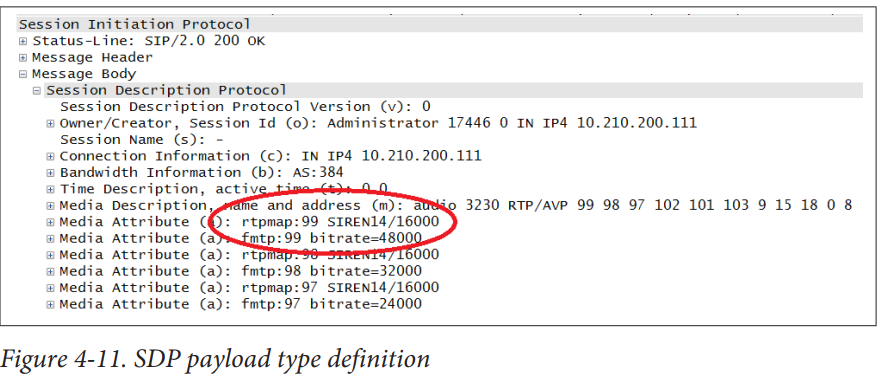 Session Initiation Protocol
Status-Line: SIP/2.0 200 OK
Message Header
Message Body
Session Description Protocol
Session Description Protocol Version (v): 0
Owner/Creator, Session Id (o): Administrator 17446 0 IN IP4 10.210.200.111
Session Name (s): -
Connection Information (c): IN IP4 10.210.200.111
Bandwidth Information (b): AS:384
Time Description, active time (t): 0 0
Media Description, name and address (m): audio 3230 RTP/AVP 99 98 97 102 101 103 9 15 18 0 8
Media Attribute (a): rtpmap:99 SIREN14/16000
Media Attribute (a): fmtp:99 bitrate=48000
Media Attribute (a): rtpmap:98 SIREN14/16000
Media Attribute (a): fmtp:98 bitrate=32000
Media Attribute (a): rtpmap:97 SIREN14/16000
Media Attribute (a): fmtp:97 bitrate=24000
Figure 4-11. SDP payload type definition